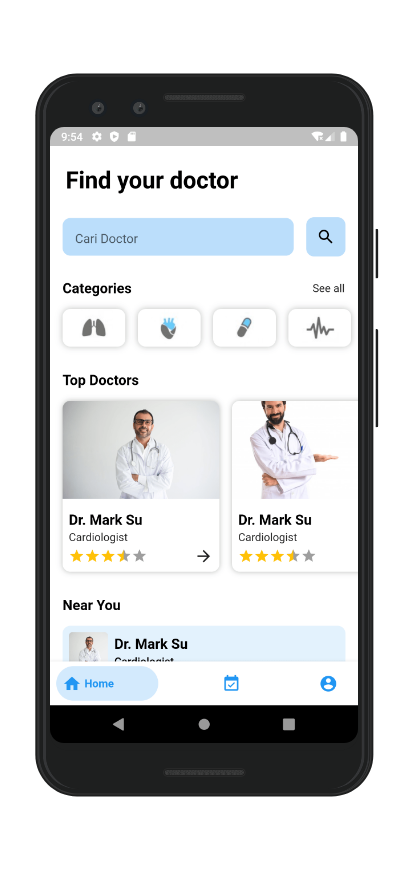 9:54
Find your doctor
Cari Doctor
Categories
See all
Top Doctors
Dr. Mark Su
Cardiologist
Dr. Mark Su
Cardiologist
Near You
Dr. Mark Su
Cardiologist
Home